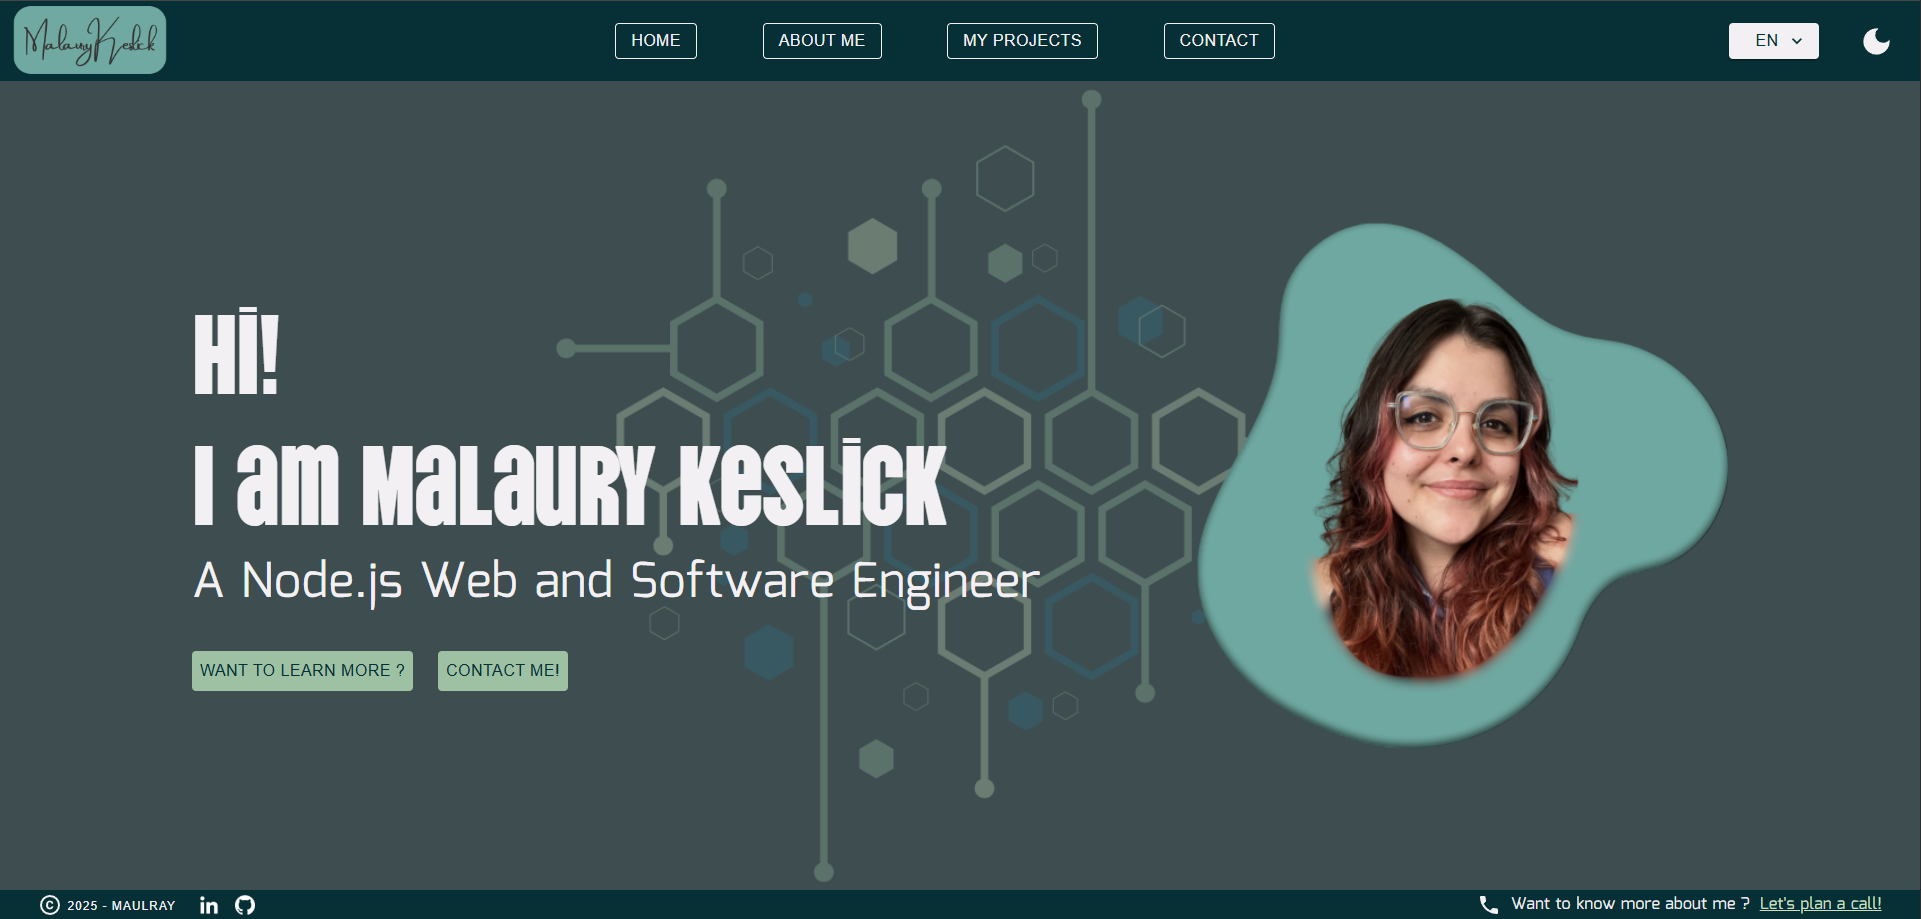 Malaury Keslick
HOME
ABOUT ME
MY PROJECTS
CONTACT
EN
Hi!
I am Malaury Keslick
A Node.js Web and Software Engineer
WANT TO LEARN MORE ?
CONTACT ME!
© 2025 - MAULRAY
in
Want to know more about me ? Let's plan a call!